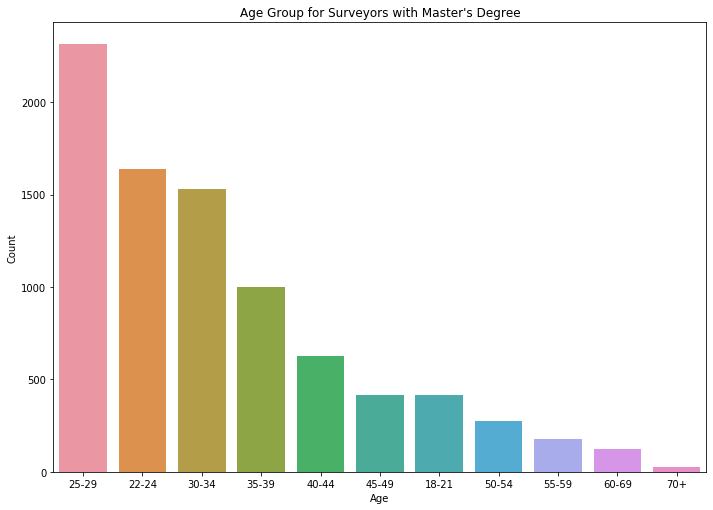 Age Group for Surveyors with Master's Degree
2000
1500
1000
500
0
Count
25-29 22-24 30-34 35-39 40-44 45-49 18-21 50-54 55-59 60-69 70+
Age